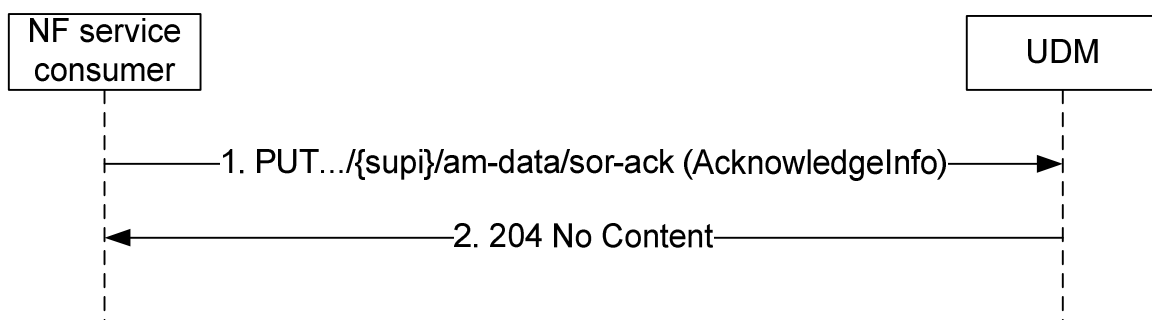 NF service
consumer
UDM
1. PUT.../{supi}/am-data/sor-ack (AcknowledgeInfo)
2. 204 No Content